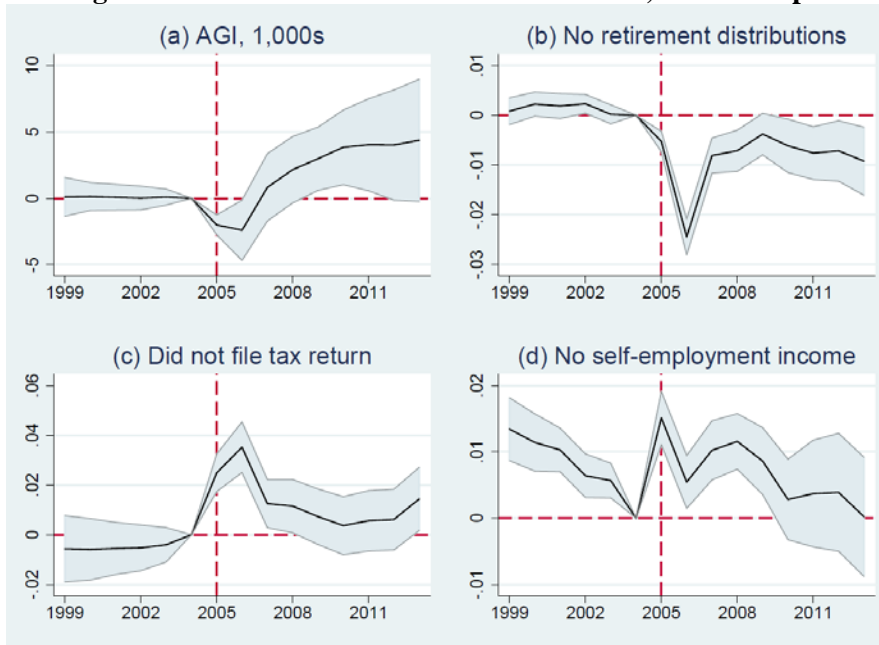 (a) AGI, 1,000s
10
5
0
-5
1999 2002 2005 2008 2011
(b) No retirement distributions
.01
0
-.01
-.02
-.03
1999 2002 2005 2008 2011
(c) Did not file tax return
.06
.04
.02
0
-.02
1999 2002 2005 2008 2011
(d) No self-employment income
.02
.01
0
-.01
1999 2002 2005 2008 2011